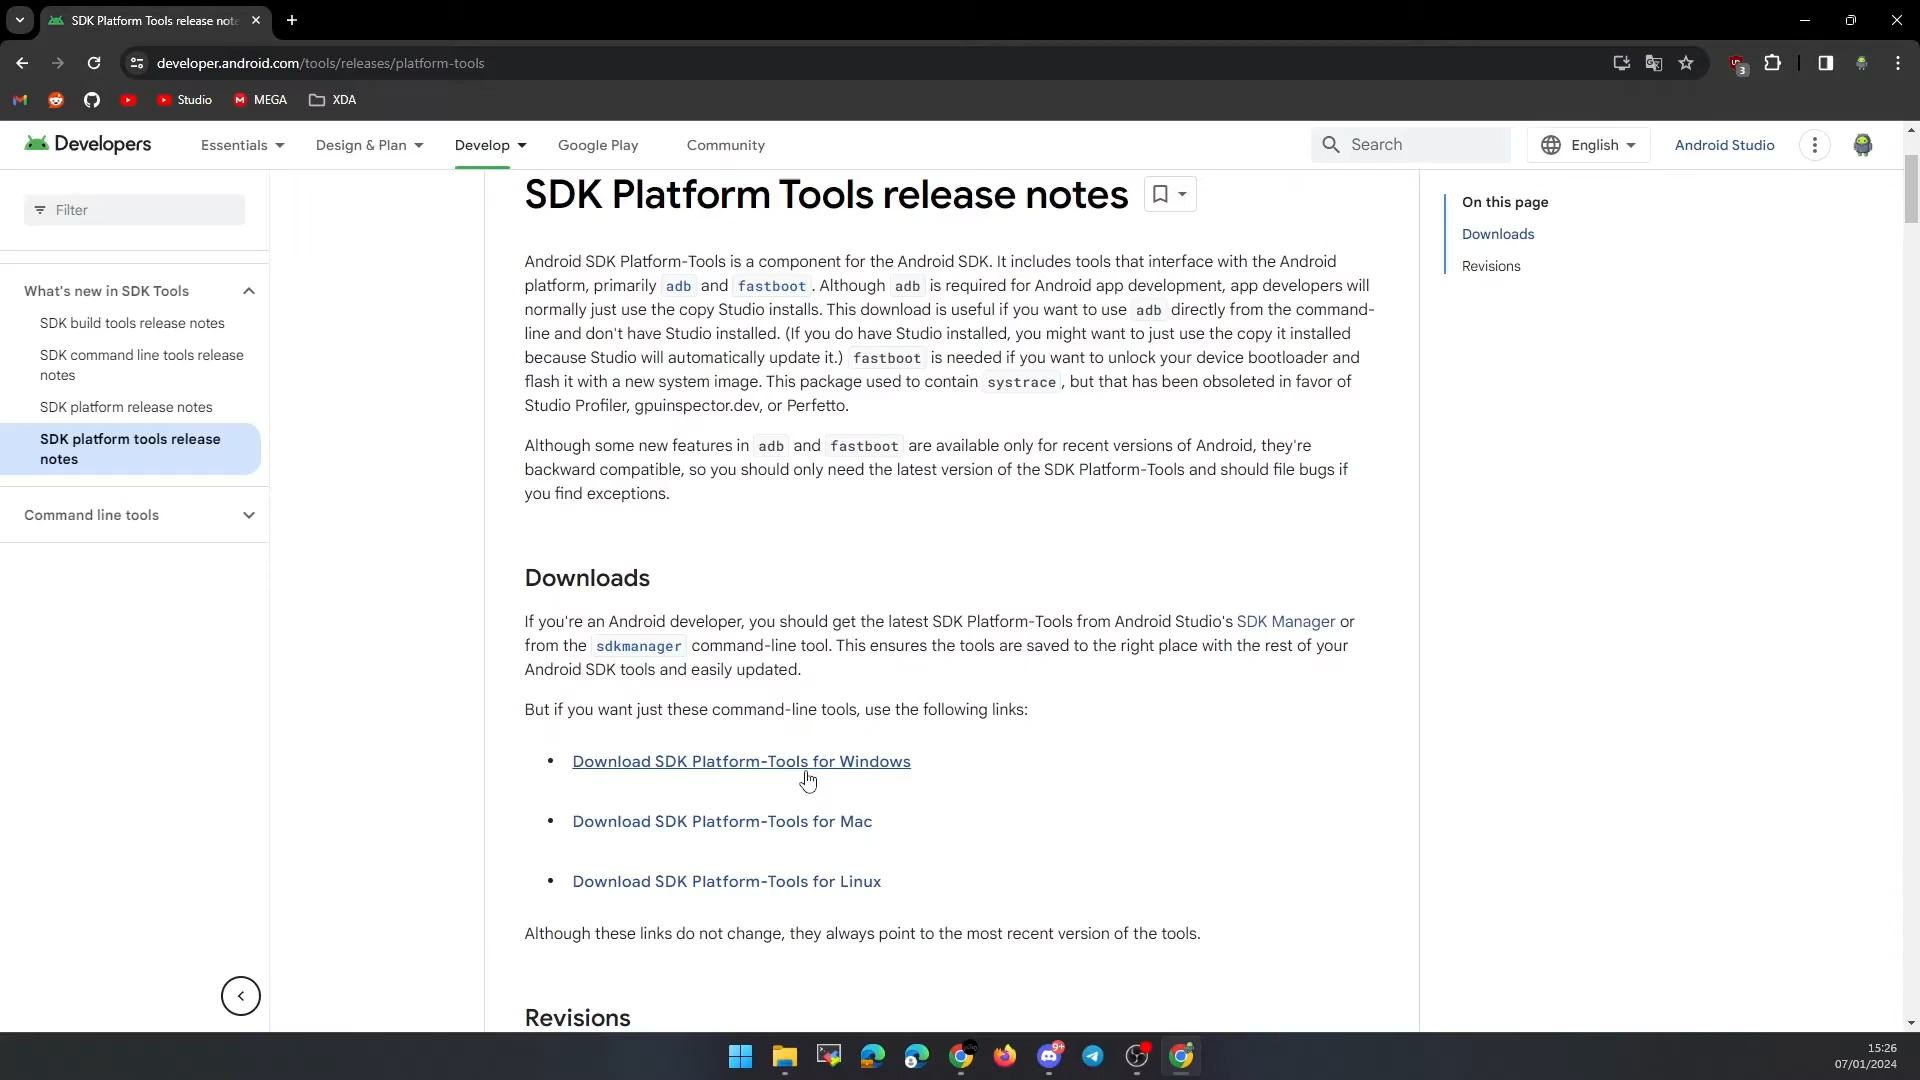 SDK Platform Tools release note
developer.android.com/tools/releases/platform-tools
3
Studio
MEGA
XDA
Developers
Essentials
Design & Plan
Develop
Google Play
Community
Search
English
Android Studio
Filter
What's new in SDK Tools
SDK build tools release notes
SDK command line tools release
notes
SDK platform release notes
SDK platform tools release
notes
Command line tools
SDK Platform Tools release notes
Android SDK Platform-Tools is a component for the Android SDK. It includes tools that interface with the Android
platform, primarily adb and fastboot. Although adb is required for Android app development, app developers will
normally just use the copy Studio installs. This download is useful if you want to use adb directly from the command-
line and don't have Studio installed. (If you do have Studio installed, you might want to just use the copy it installed
because Studio will automatically update it.) fastboot is needed if you want to unlock your device bootloader and
flash it with a new system image. This package used to contain systrace, but that has been obsoleted in favor of
Studio Profiler, gpuinspector.dev, or Perfetto.
Although some new features in adb and fastboot are available only for recent versions of Android, they're
backward compatible, so you should only need the latest version of the SDK Platform-Tools and should file bugs if
you find exceptions.
Downloads
If you're an Android developer, you should get the latest SDK Platform-Tools from Android Studio's SDK Manager or
from the sdkmanager command-line tool. This ensures the tools are saved to the right place with the rest of your
Android SDK tools and easily updated.
But if you want just these command-line tools, use the following links:
• Download SDK Platform-Tools for Windows
• Download SDK Platform-Tools for Mac
• Download SDK Platform-Tools for Linux
Although these links do not change, they always point to the most recent version of the tools.
Revisions
On this page
Downloads
Revisions
9+
15:26
07/01/2024